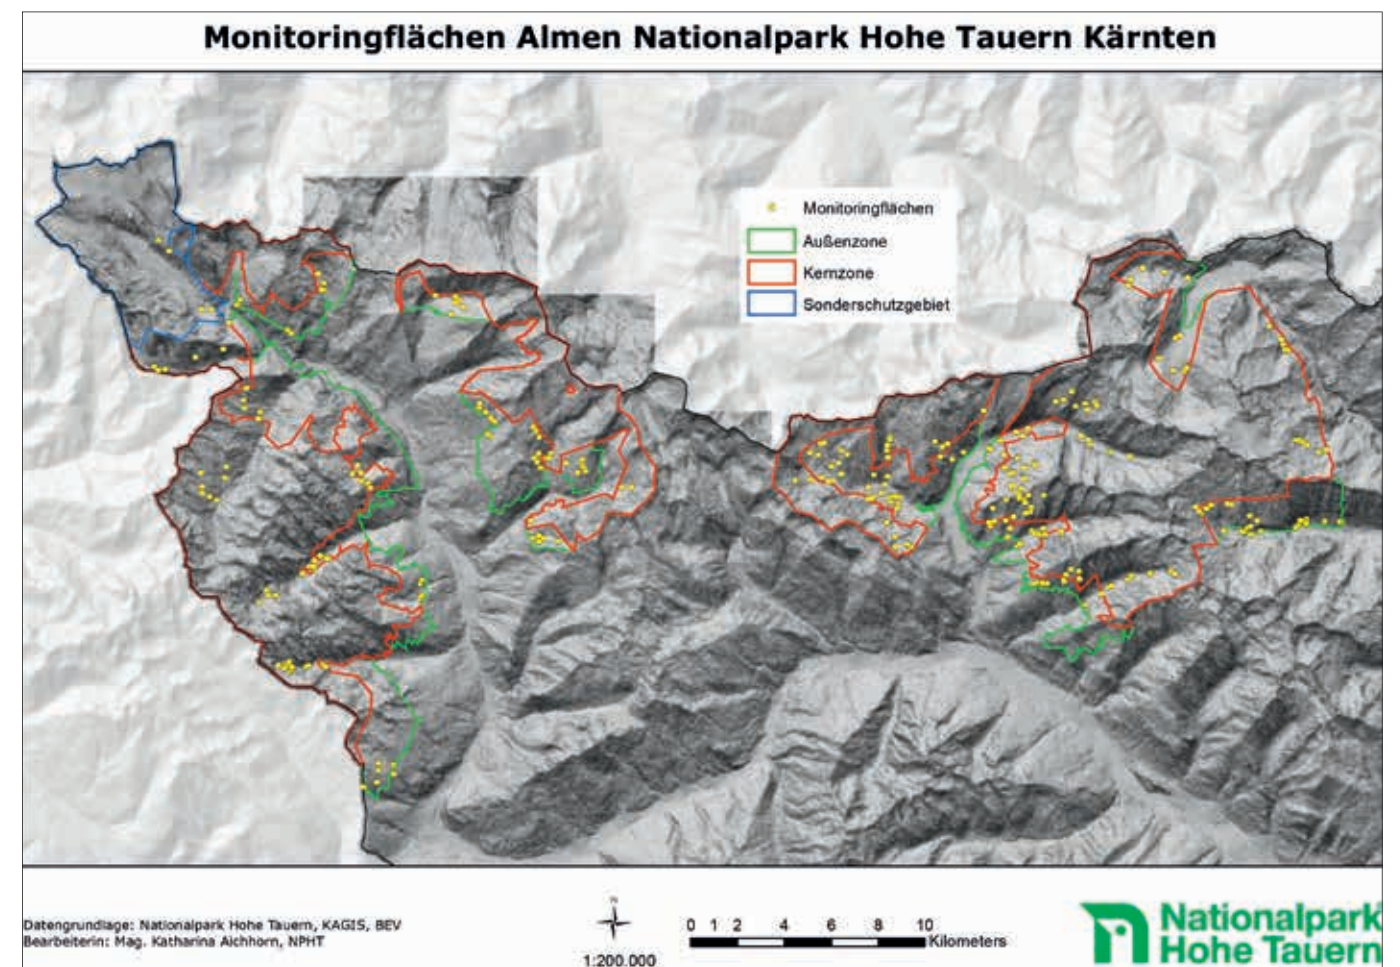 Monitoringflächen Almen Nationalpark Hohe Tauern Kärnten
Monitoringflächen
Außenzone
Kernzone
Sonderschutzgebiet
Datengrundlage: Nationalpark Hohe Tauern, KAGIS, BEV
Bearbeiterin: Mag. Katharina Aichhorn, NPHT
N
1:200.000
0 1 2 4 6 8 10
Kilometers
Nationalpark
Hohe Tauern